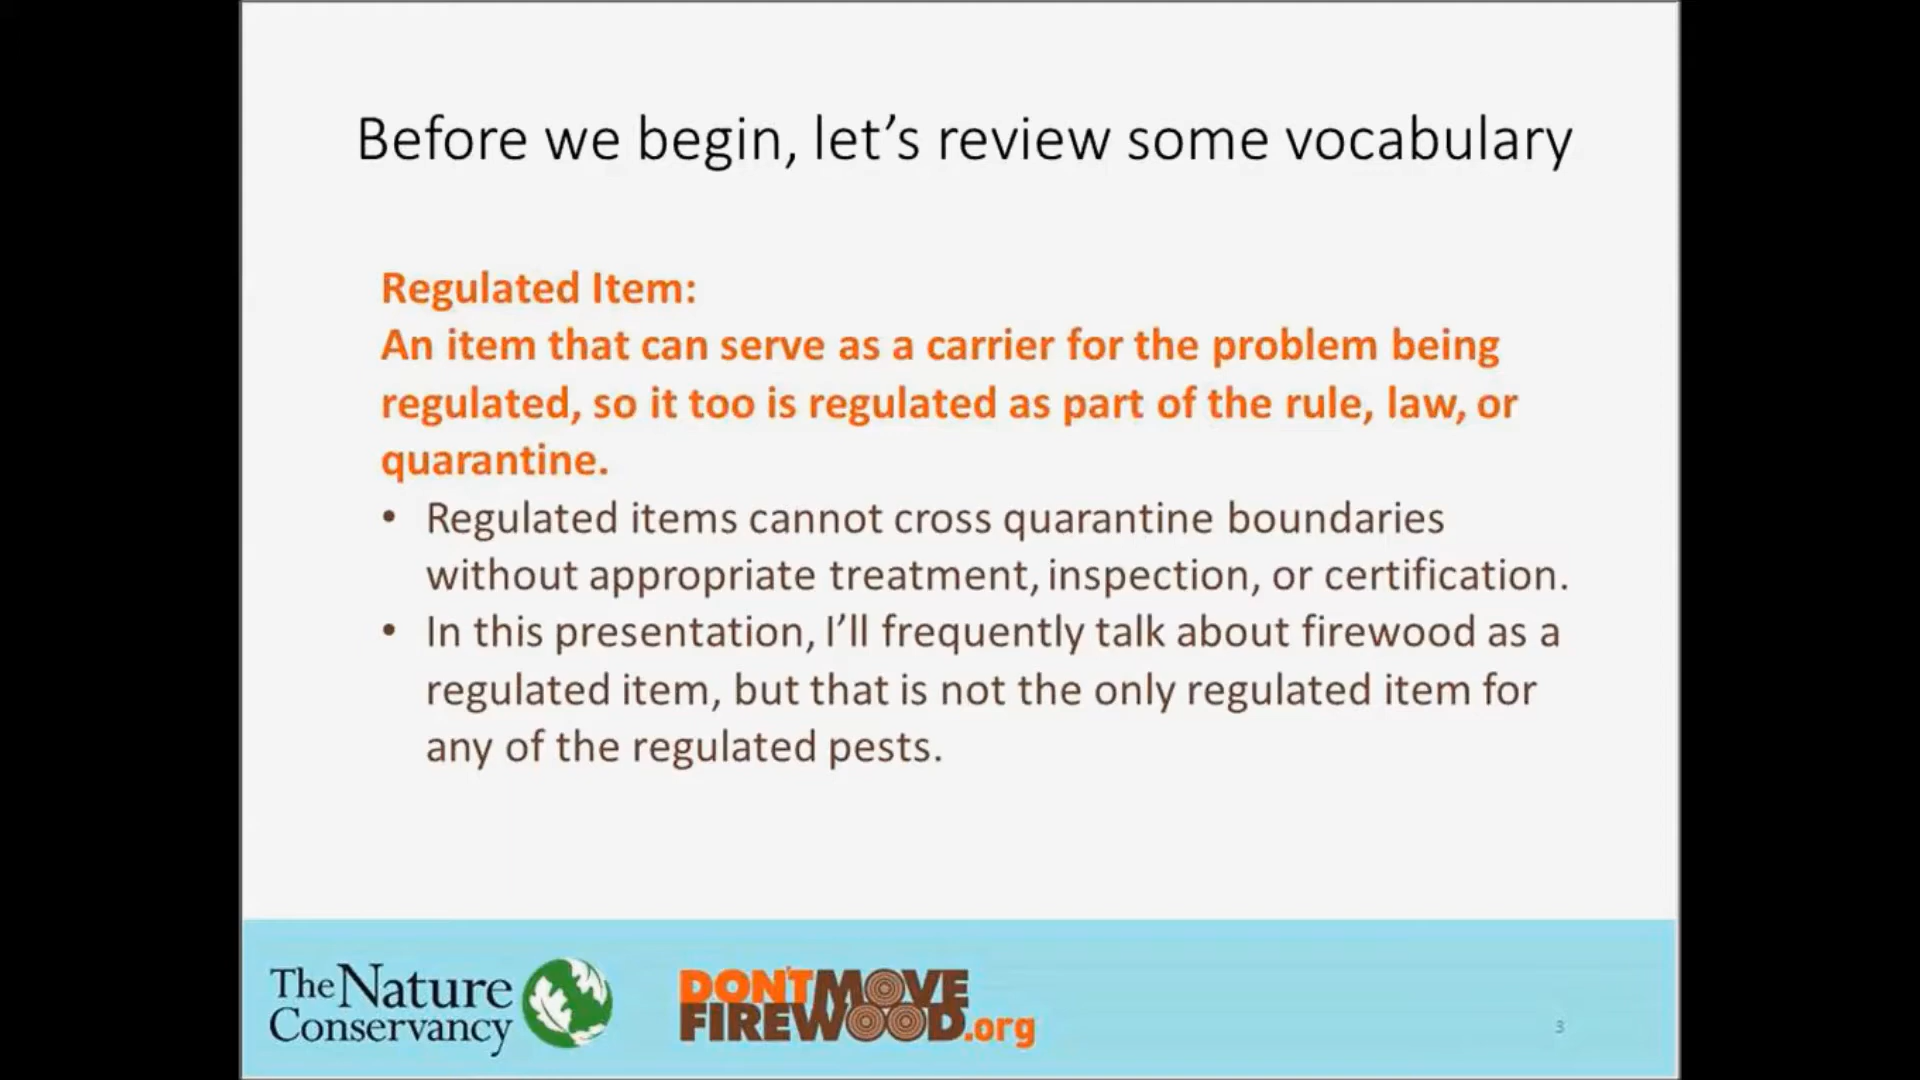 Before we begin, let’s review some vocabulary
Regulated Item:
An item that can serve as a carrier for the problem being
regulated, so it too is regulated as part of the rule, law, or
quarantine.
• Regulated items cannot cross quarantine boundaries
without appropriate treatment, inspection, or certification.
• In this presentation, I’ll frequently talk about firewood as a
regulated item, but that is not the only regulated item for
any of the regulated pests.
The Nature
Conservancy
DON'T MOVE
FIREWOOD.org
3